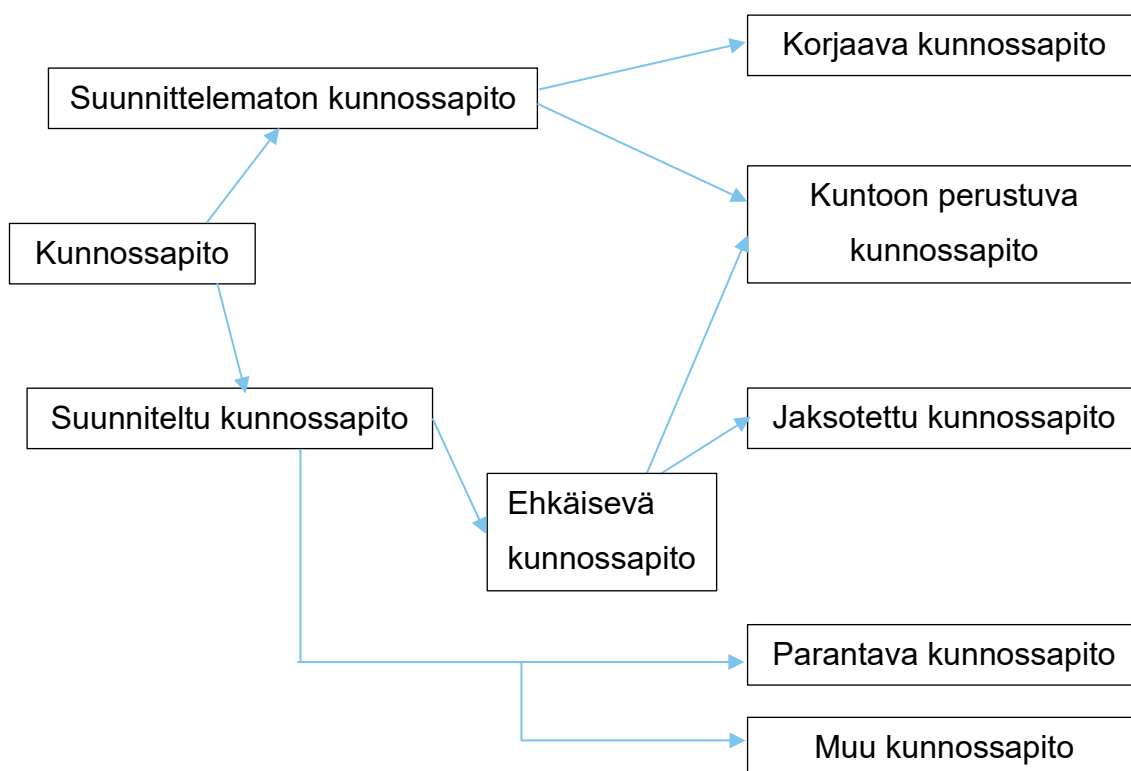 Korjaava kunnossapito
Suunnittelematon kunnossapito
Kuntoon perustuva
kunnossapito
Kunnossapito
Suunniteltu kunnossapito
Jaksotettu kunnossapito
Ehkäisevä
kunnossapito
Parantava kunnossapito
Muu kunnossapito